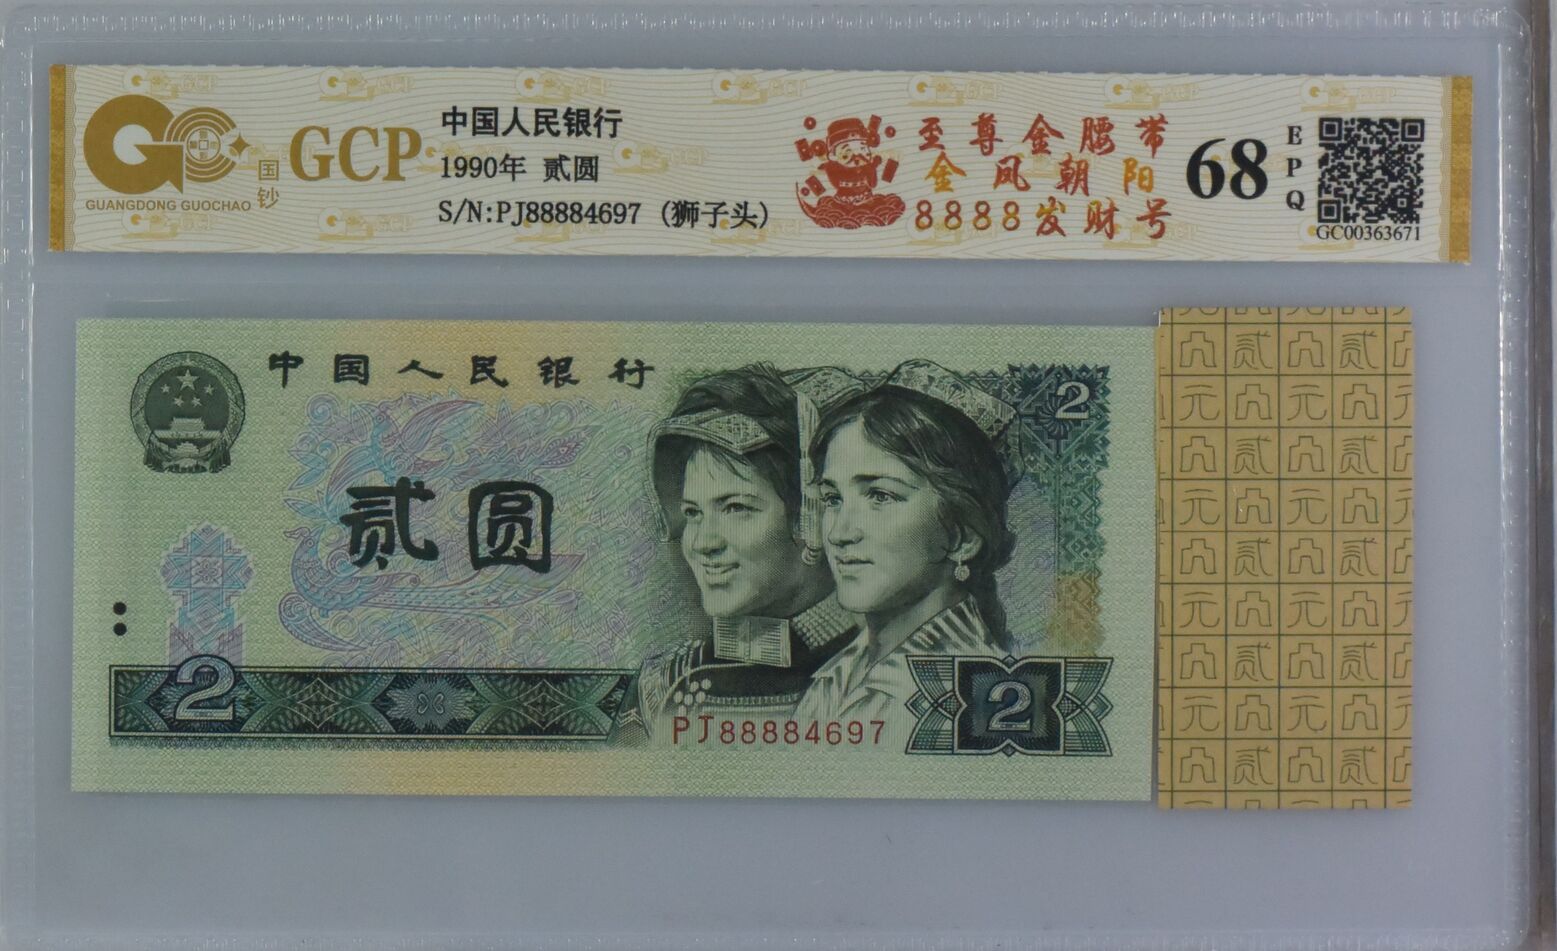 国
钞
GCP
GUANGDONG GUOCHAO
中国人民银行
1990年 贰圆
S/N:PJ88884697 (狮子头)
至尊金腰带
金凤朝阳
8888发财号
68
EPQ
GC00363671
中国人民银行
2
贰圆
2
PJ88884697
2